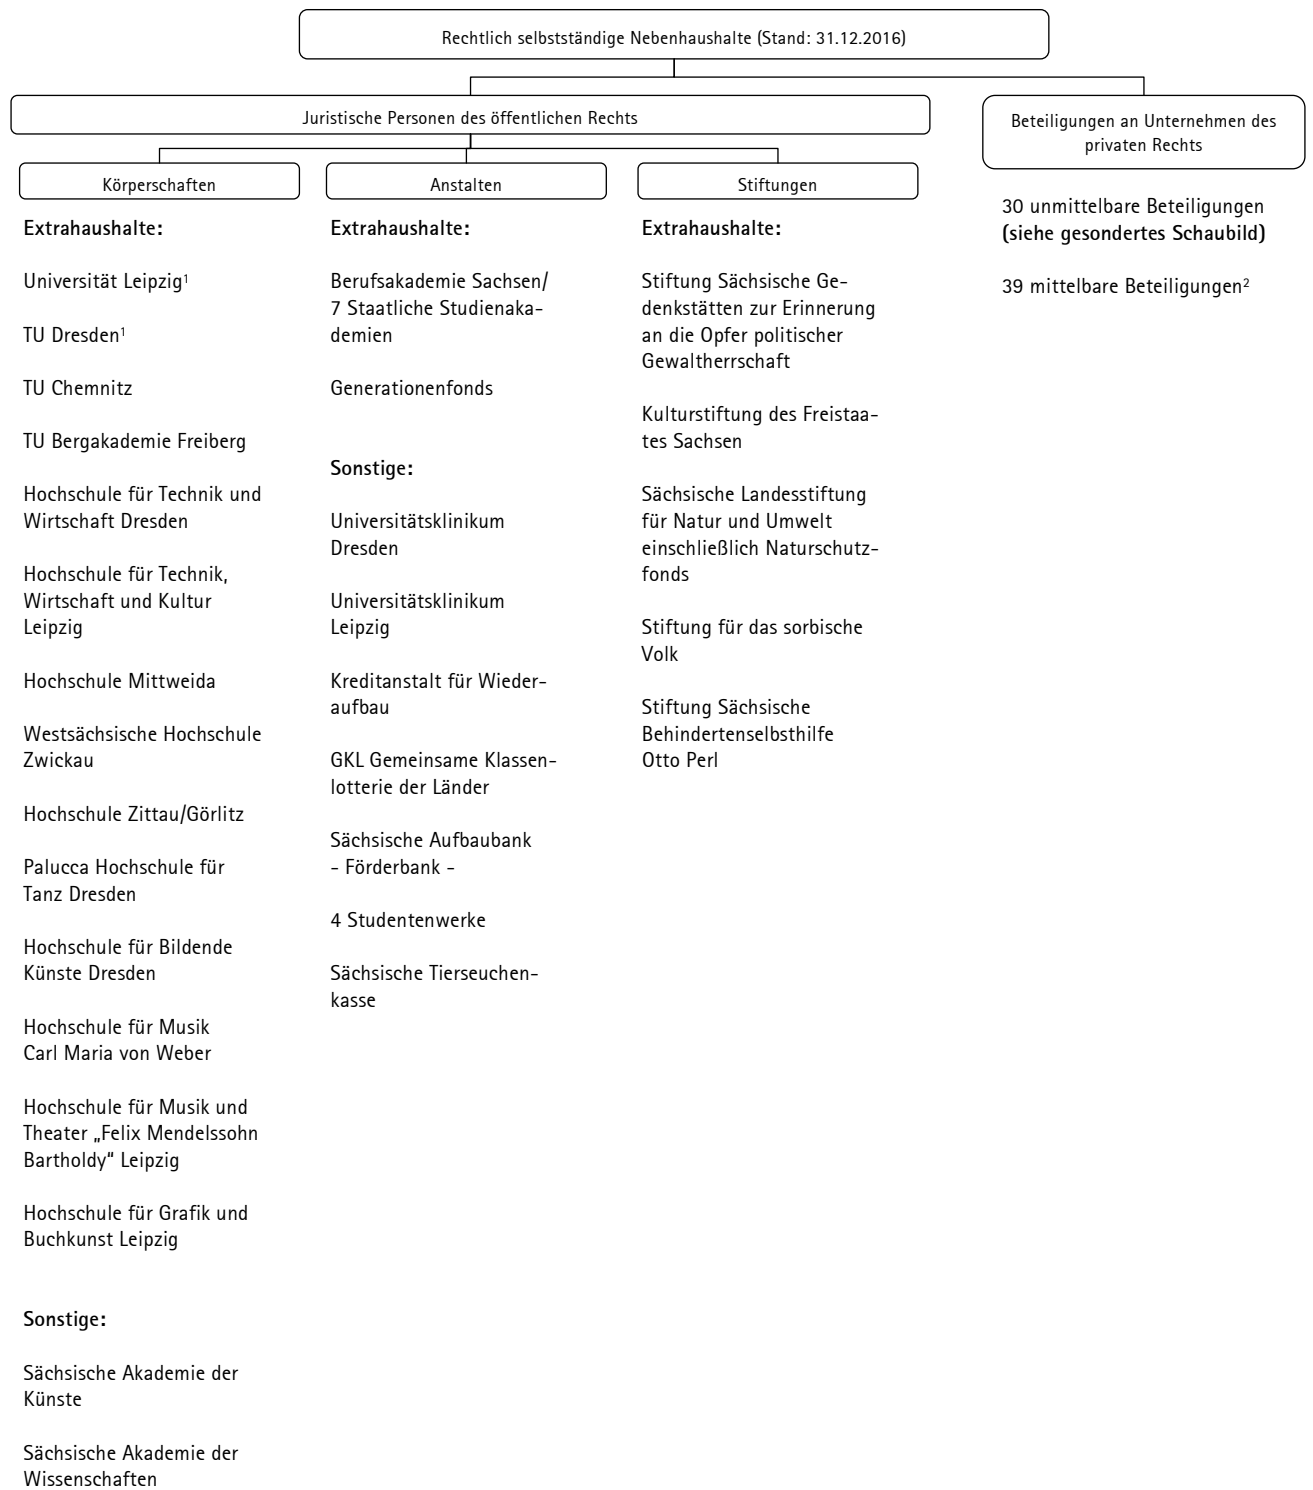 Rechtlich selbstständige Nebenhaushalte (Stand: 31.12.2016)
Juristische Personen des öffentlichen Rechts
Beteiligungen an Unternehmen des
privaten Rechts
Körperschaften
Anstalten
Stiftungen
Extrahaushalte:
Universität Leipzig¹
TU Dresden¹
TU Chemnitz
TU Bergakademie Freiberg
Hochschule für Technik und
Wirtschaft Dresden
Hochschule für Technik,
Wirtschaft und Kultur
Leipzig
Hochschule Mittweida
Westsächsische Hochschule
Zwickau
Hochschule Zittau/Görlitz
Palucca Hochschule für
Tanz Dresden
Hochschule für Bildende
Künste Dresden
Hochschule für Musik
Carl Maria von Weber
Hochschule für Musik und
Theater „Felix Mendelssohn
Bartholdy" Leipzig
Hochschule für Grafik und
Buchkunst Leipzig
Sonstige:
Sächsische Akademie der
Künste
Sächsische Akademie der
Wissenschaften
Extrahaushalte:
Berufsakademie Sachsen/
7 Staatliche Studienaka-
demien
Generationenfonds
Sonstige:
Universitätsklinikum
Dresden
Universitätsklinikum
Leipzig
Kreditanstalt für Wieder-
aufbau
GKL Gemeinsame Klassen-
lotterie der Länder
Sächsische Aufbaubank
- Förderbank -
4 Studentenwerke
Sächsische Tierseuchen-
kasse
Extrahaushalte:
Stiftung Sächsische Ge-
denkstätten zur Erinnerung
an die Opfer politischer
Gewaltherrschaft
Kulturstiftung des Freistaa-
tes Sachsen
Sächsische Landesstiftung
für Natur und Umwelt
einschließlich Naturschutz-
fonds
Stiftung für das sorbische
Volk
Stiftung Sächsische
Behindertenselbsthilfe
Otto Perl
30 unmittelbare Beteiligungen
(siehe gesondertes Schaubild)
39 mittelbare Beteiligungen²